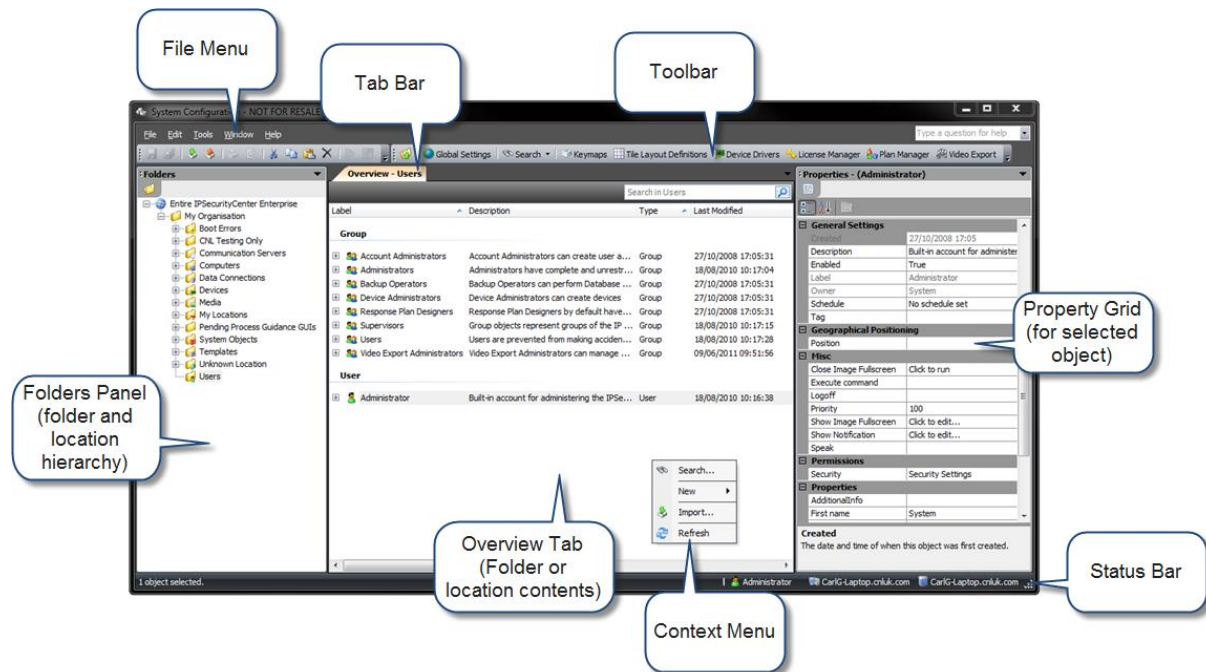 File Menu
Tab Bar
Toolbar
System Configuration - NOT FOR RESALE
File Edit Tools Window Help
Type a question for help
Global Settings Search Keymaps Tile Layout Definitions Device Drivers License Manager Plan Manager Video Export
Folders
Entire IPSecurityCenter Enterprise
My Organisation
Boot Errors
CNL Testing Only
Communication Servers
Computers
Data Connections
Devices
Media
My Locations
Pending Process Guidance GUIs
System Objects
Templates
Unknown Location
Users
Folders Panel
(folder and
location
hierarchy)
Overview - Users
Search in Users
Label Description Type Last Modified
Group
Account Administrators Account Administrators can create user a... Group 27/10/2008 17:05:31
Administrators Administrators have complete and unrestr... Group 18/08/2010 10:17:04
Backup Operators Backup Operators can perform Database ... Group 27/10/2008 17:05:31
Device Administrators Device Administrators can create devices Group 27/10/2008 17:05:31
Response Plan Designers Response Plan Designers by default have... Group 27/10/2008 17:05:31
Supervisors Group objects represent groups of the IP ... Group 18/08/2010 10:17:15
Users Users are prevented from making acciden... Group 18/08/2010 10:17:28
Video Export Administrators Video Export Administrators can manage ... Group 09/06/2011 09:51:56
User
Administrator Built-in account for administering the IPSe... User 18/08/2010 10:16:38
Search...
New
Import...
Refresh
Overview Tab
(Folder or
location contents)
Context Menu
Properties - (Administrator)
General Settings
Created 27/10/2008 17:05
Description Built-in account for administer
Enabled True
Label Administrator
Owner System
Schedule No schedule set
Tag
Geographical Positioning
Position
Misc
Close Image Fullscreen Click to run
Execute command
Logoff
Priority 100
Show Image Fullscreen Click to edit...
Show Notification Click to edit...
Speak
Permissions
Security Security Settings
Properties
AdditionalInfo
First name System
Created
The date and time of when this object was first created.
Property Grid
(for selected
object)
Status Bar
1 object selected.
Administrator CarlG-Laptop.cnluk.com CarlG-Laptop.cnluk.com